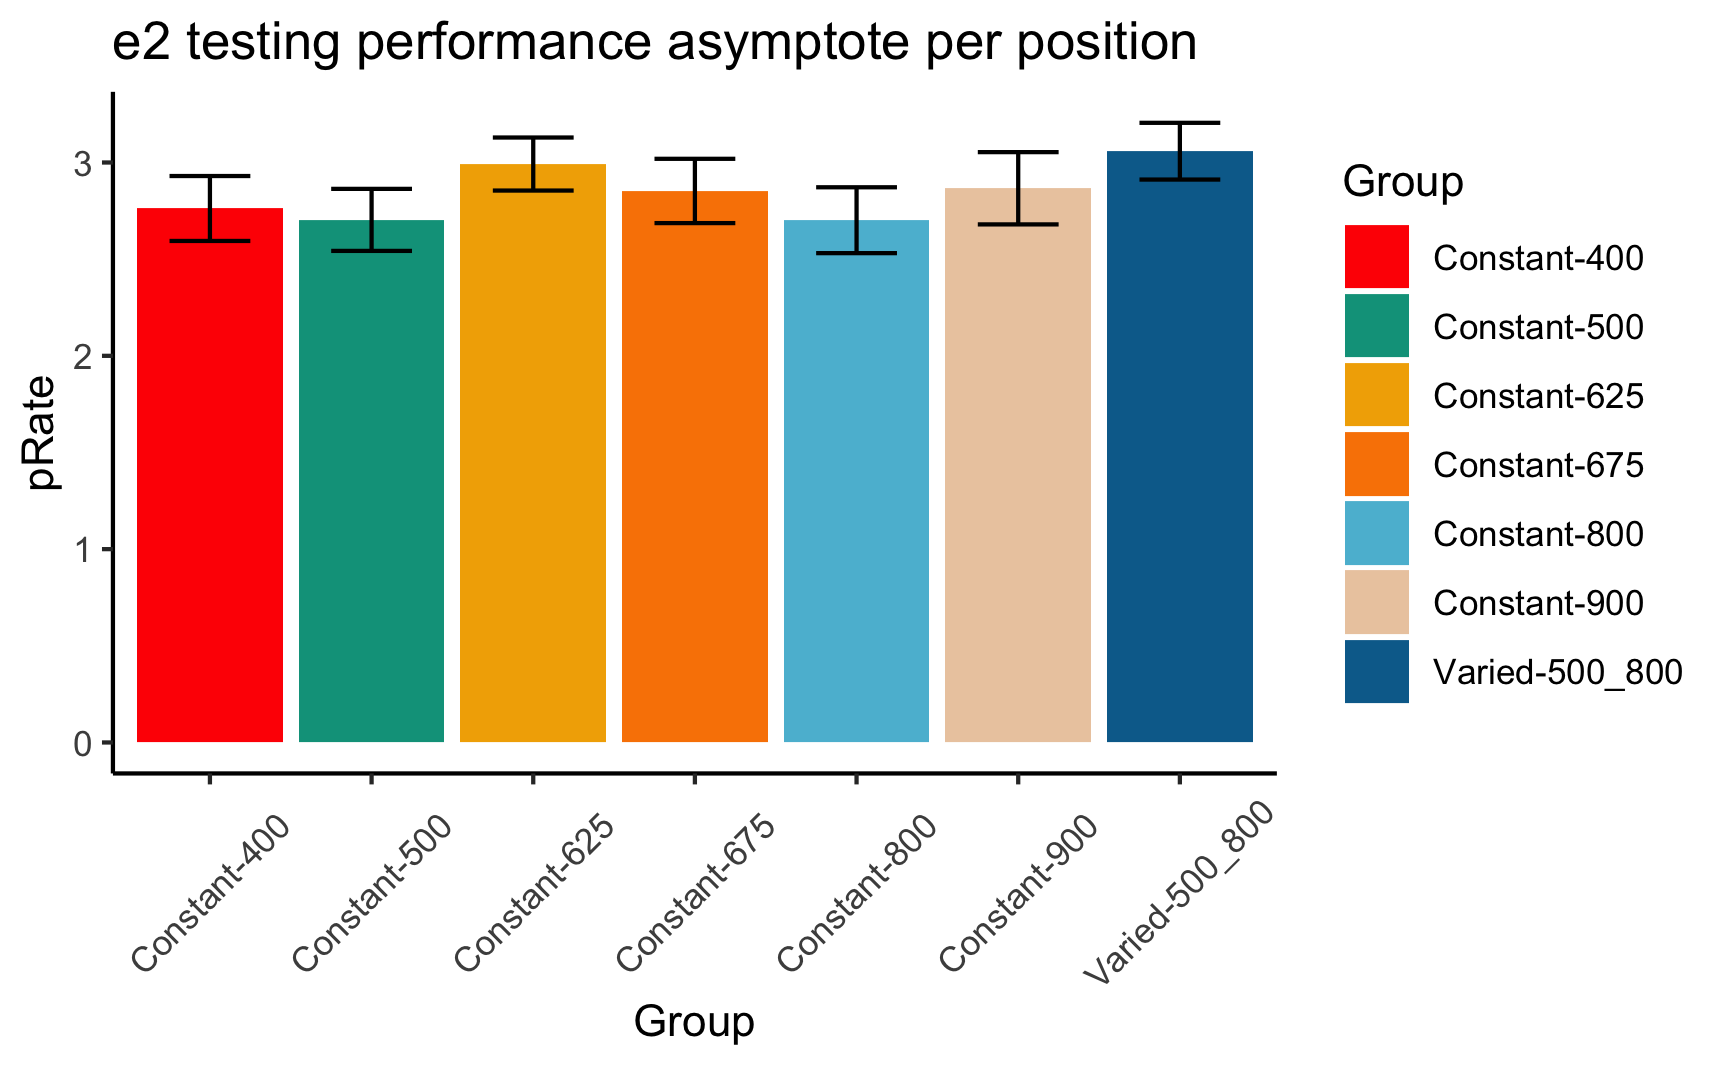 e2 testing performance asymptote per position
pRate
3
2
1
0
Constant-400
Constant-500
Constant-625
Constant-675
Constant-800
Constant-900
Varied-500_800
Group
Group
Constant-400
Constant-500
Constant-625
Constant-675
Constant-800
Constant-900
Varied-500_800